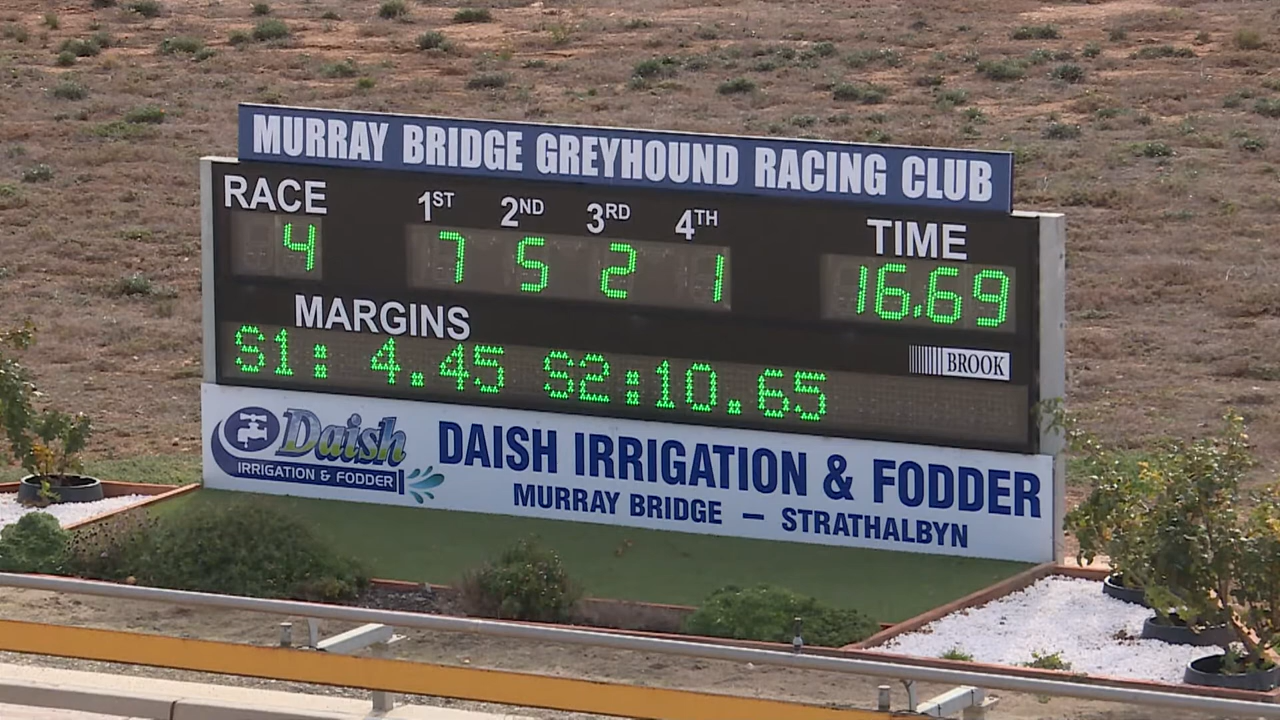 MURRAY BRIDGE GREYHOUND RACING CLUB
RACE 1ST 2ND 3RD 4TH TIME
4 7 5 2 1 16.69
MARGINS
BROOK
S1: 4.45 S2:10.65
Daish
IRRIGATION & FODDER
DAISH IRRIGATION & FODDER
MURRAY BRIDGE – STRATHALBYN